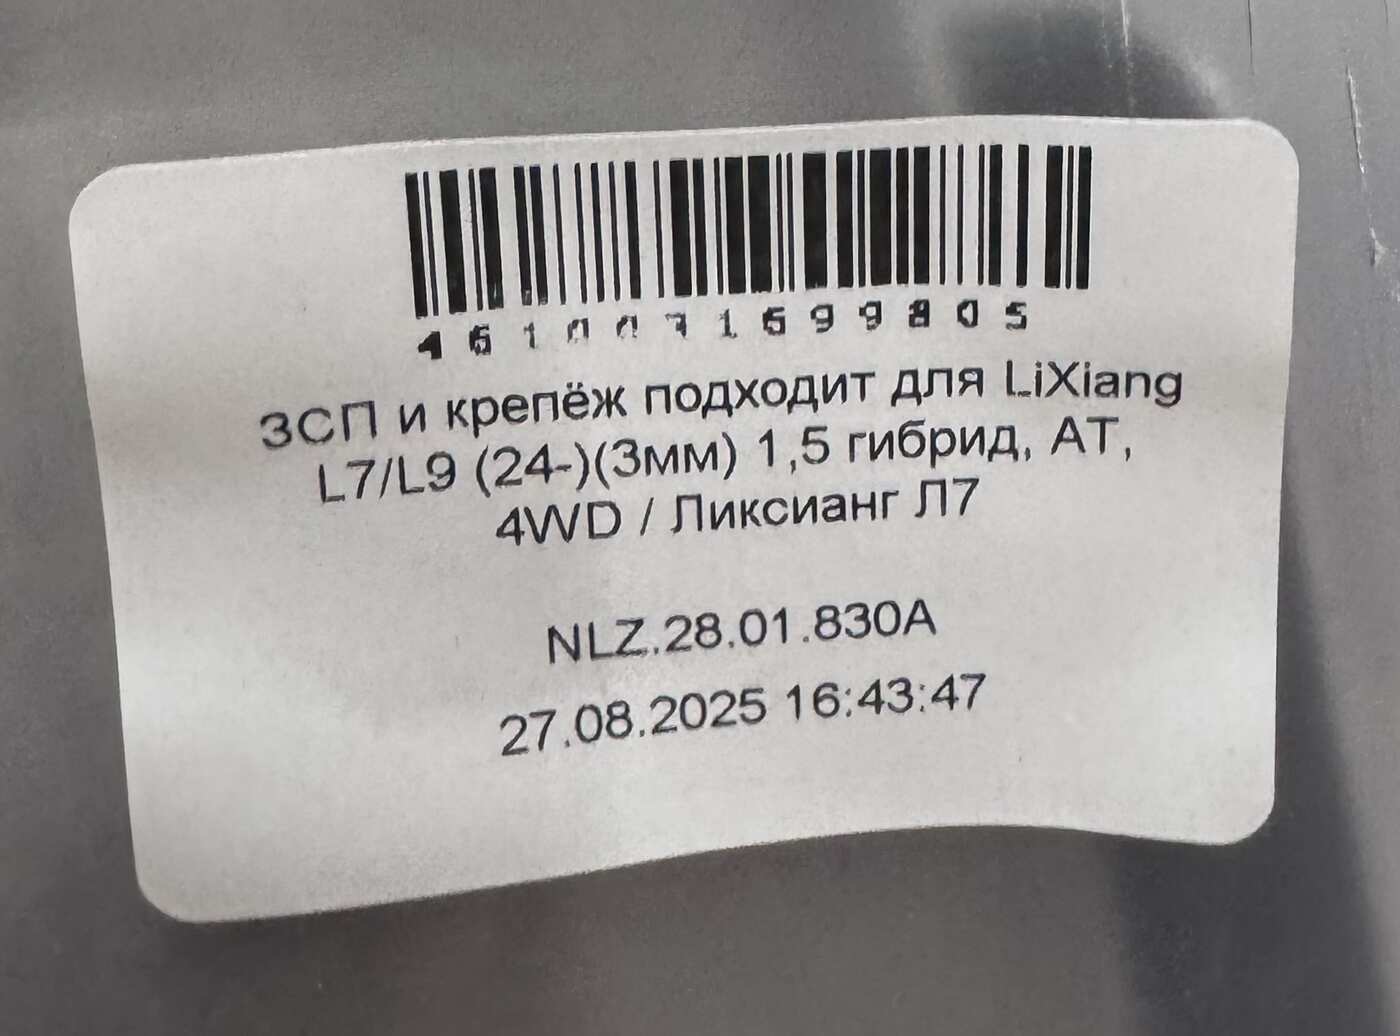 4610071699805
ЗСП и крепёж подходит для LiXiang
L7/L9 (24-)(3мм) 1,5 гибрид, AT,
4WD / Ликсианг Л7
NLZ.28.01.830A
27.08.2025 16:43:47